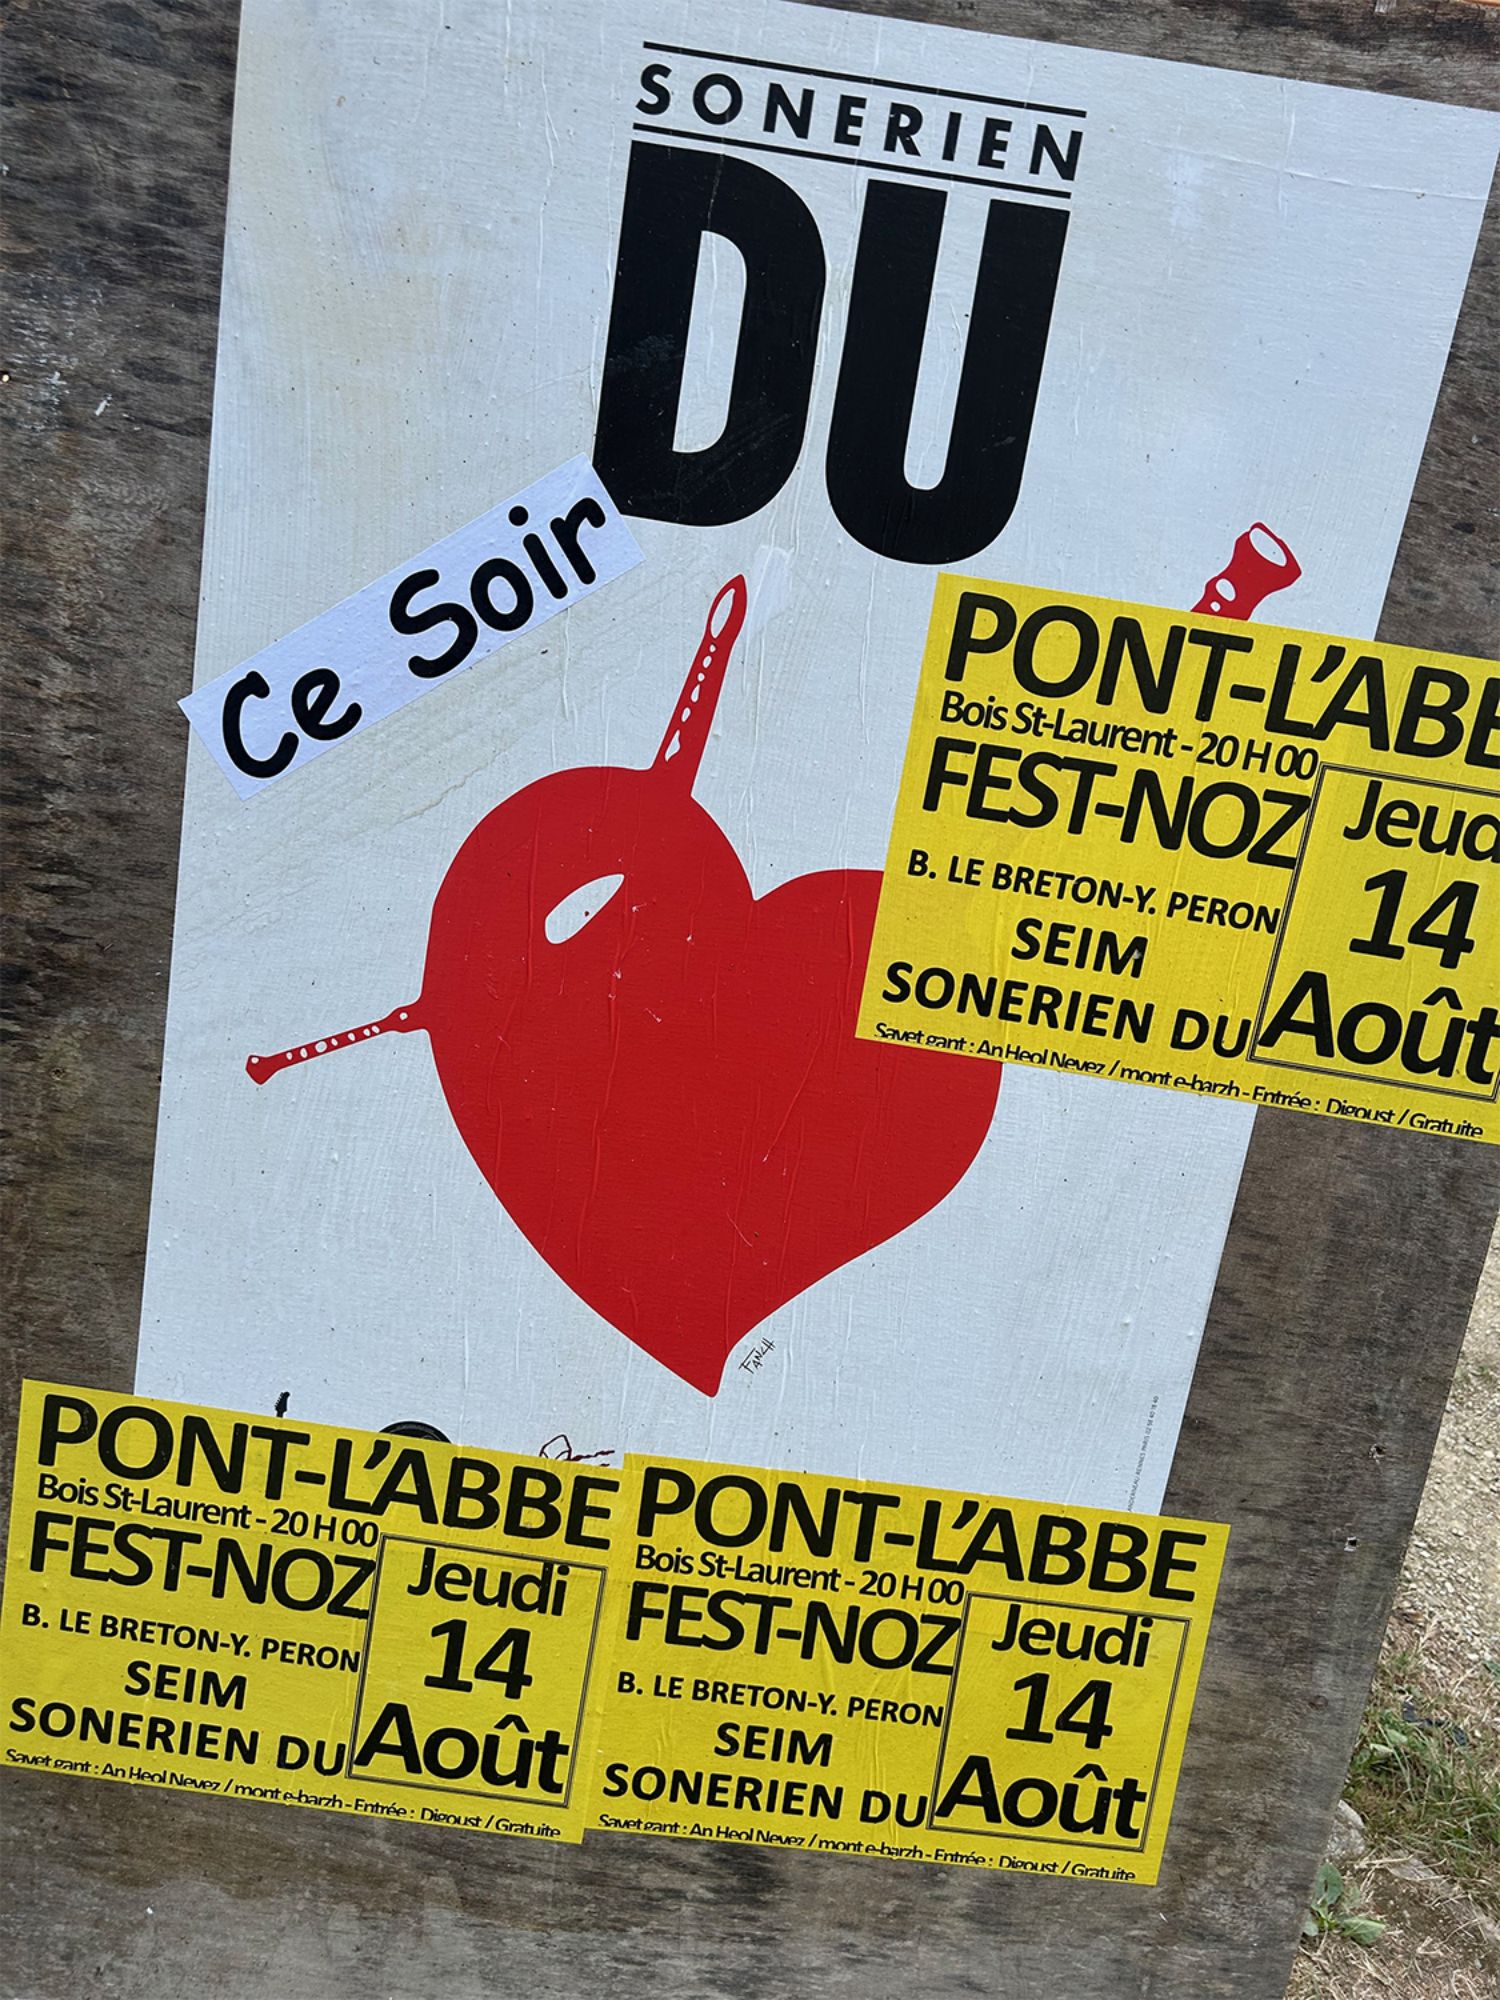 SONERIEN
DU
Ce Soir
PONT-L'ABB
Bois St-Laurent - 20 H 00
FEST-NOZ
B. LE BRETON-Y. PERON
SEIM
SONERIEN DU
Jeudi
14
Août
Savet gant : An Heol Nevez / mont e-barzh - Entrée : Digoust / Gratuite
FANCH
PONT-L'ABBE
Bois St-Laurent - 20 H 00
FEST-NOZ
B. LE BRETON-Y. PERON
SEIM
SONERIEN DU
Jeudi
14
Août
Savet gant : An Heol Nevez / mont e-barzh - Entrée : Digoust / Gratuite
PONT-L'ABBE
Bois St-Laurent - 20 H 00
FEST-NOZ
B. LE BRETON-Y. PERON
SEIM
SONERIEN DU
Jeudi
14
Août
Savet gant : An Heol Nevez / mont e-barzh - Entrée : Digoust / Gratuite